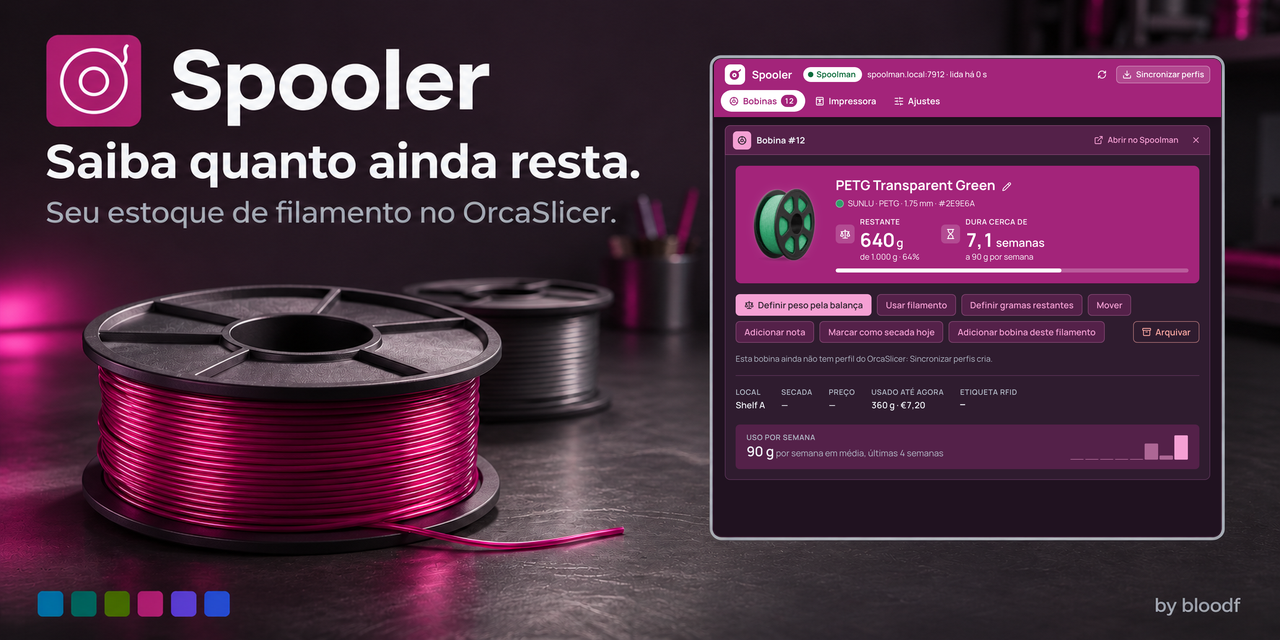 Spooler
Saiba quanto ainda resta.
Seu estoque de filamento no OrcaSlicer.
Spooler
Spoolman
spoolman.local:7912 · lida há 0 s
Sincronizar perfis
Bobinas 12
Impressora
Ajustes
Bobina #12
Abrir no Spoolman
PETG Transparent Green
SUNLU · PETG · 1.75 mm · #2E9E6A
RESTANTE
640 g
de 1.000 g · 64%
DURA CERCA DE
7,1 semanas
a 90 g por semana
Definir peso pela balança
Usar filamento
Definir gramas restantes
Mover
Adicionar nota
Marcar como secada hoje
Adicionar bobina deste filamento
Arquivar
Esta bobina ainda não tem perfil do OrcaSlicer: Sincronizar perfis cria.
LOCAL
Shelf A
SECADA
–
PREÇO
–
USADO ATÉ AGORA
360 g · €7,20
ETIQUETA RFID
–
USO POR SEMANA
90 g por semana em média, últimas 4 semanas
by bloodf